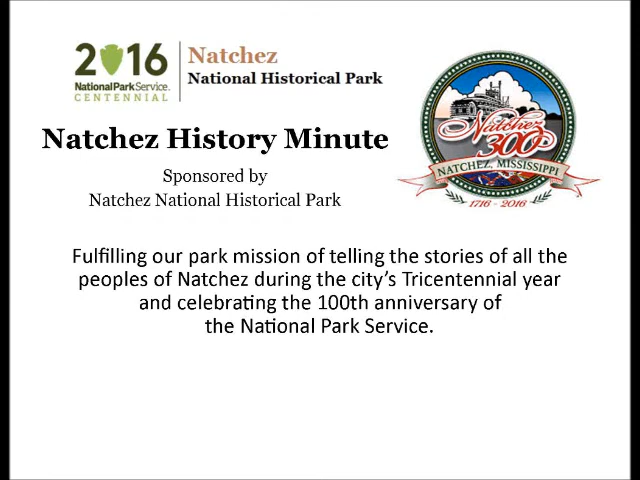 2016
National Park Service
CENTENNIAL
Natchez
National Historical Park
Natchez History Minute
Sponsored by
Natchez National Historical Park
Natchez
300
NATCHEZ, MISSISSIPPI
1716 - 2016
Fulfilling our park mission of telling the stories of all the
peoples of Natchez during the city's Tricentennial year
and celebrating the 100th anniversary of
the National Park Service.